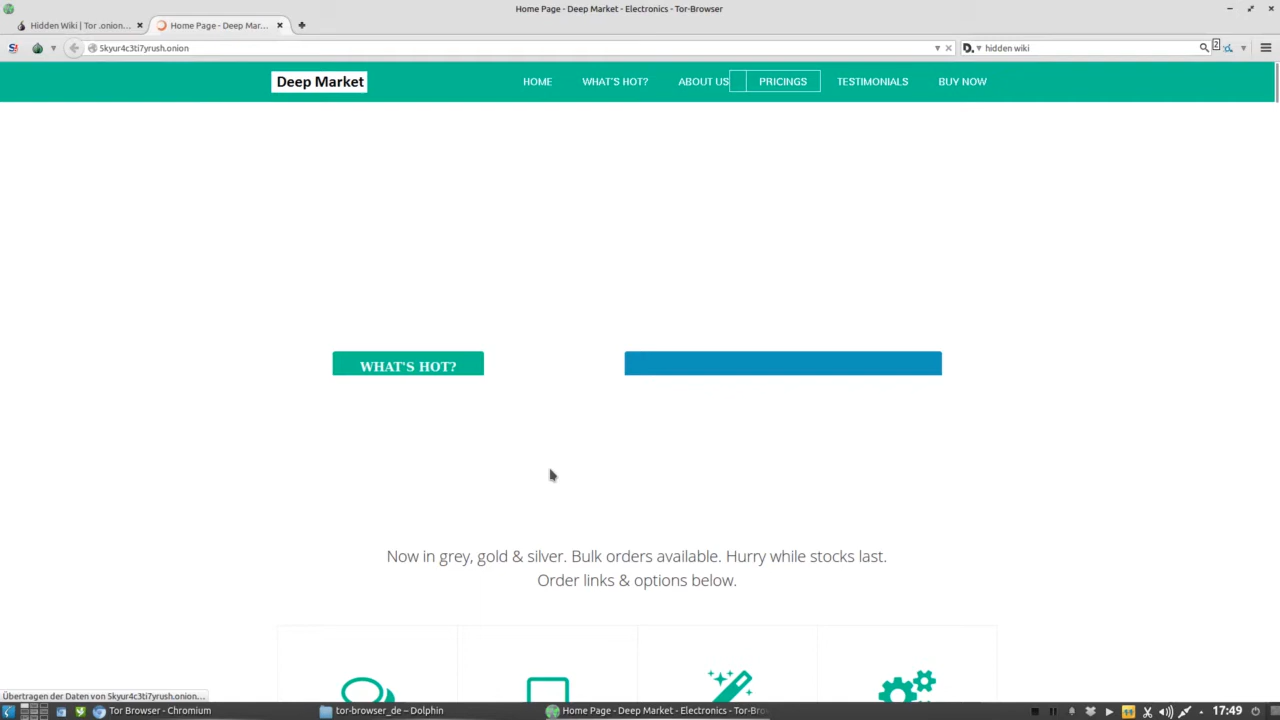 Home Page - Deep Market - Electronics - Tor-Browser
Hidden Wiki | Tor .onion...
Home Page - Deep Mar...
5kyur4c3ti7yrush.onion
hidden wiki
2
Deep Market
HOME
WHAT'S HOT?
ABOUT US
PRICINGS
TESTIMONIALS
BUY NOW
WHAT'S HOT?
Now in grey, gold & silver. Bulk orders available. Hurry while stocks last.
Order links & options below.
Übertragen der Daten von 5kyur4c3ti7yrush.onion...
Tor Browser - Chromium
tor-browser_de – Dolphin
Home Page - Deep Market - Electronics - Tor-Bro
17:49